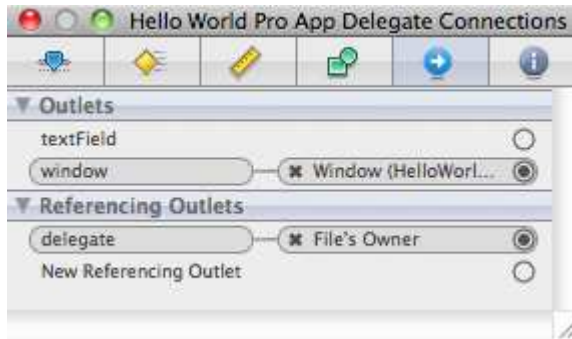 Hello World Pro App Delegate Connections
Outlets
textField
window Window (HelloWorl...
Referencing Outlets
delegate File's Owner
New Referencing Outlet